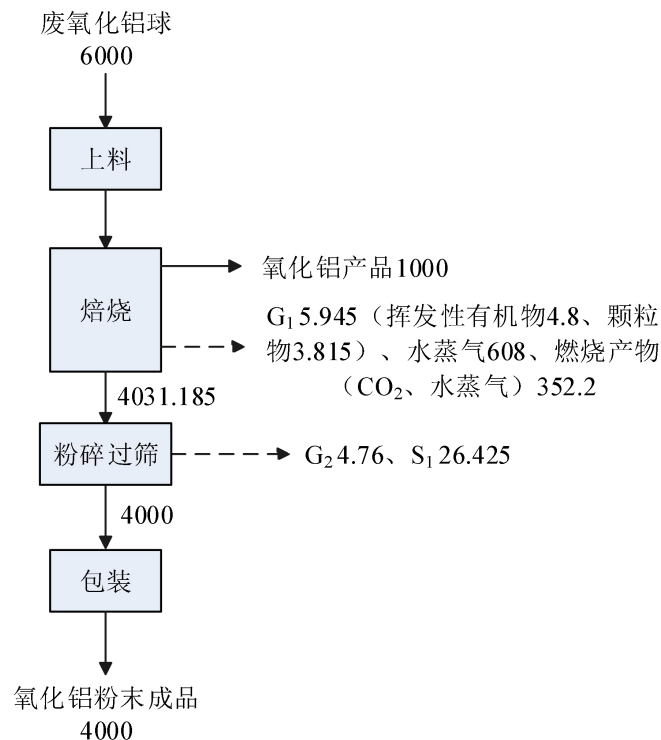 废氧化铝球
6000
上料
焙烧
氧化铝产品1000
G₁ 5.945（挥发性有机物4.8、颗粒
物3.815）、水蒸气608、燃烧产物
（CO₂、水蒸气）352.2
4031.185
粉碎过筛
G₂ 4.76、S₁ 26.425
4000
包装
氧化铝粉末成品
4000